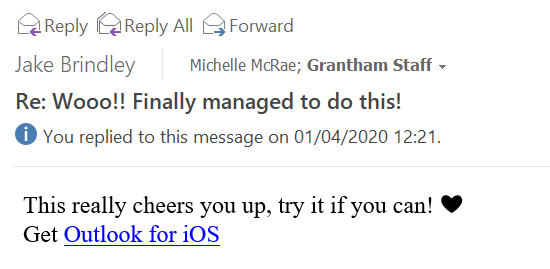 Reply Reply All Forward
Jake Brindley Michelle McRae; Grantham Staff;
Re: Wooo!! Finally managed to do this!
i You replied to this message on 01/04/2020 12:21.
This really cheers you up, try it if you can! ♥
Get Outlook for iOS